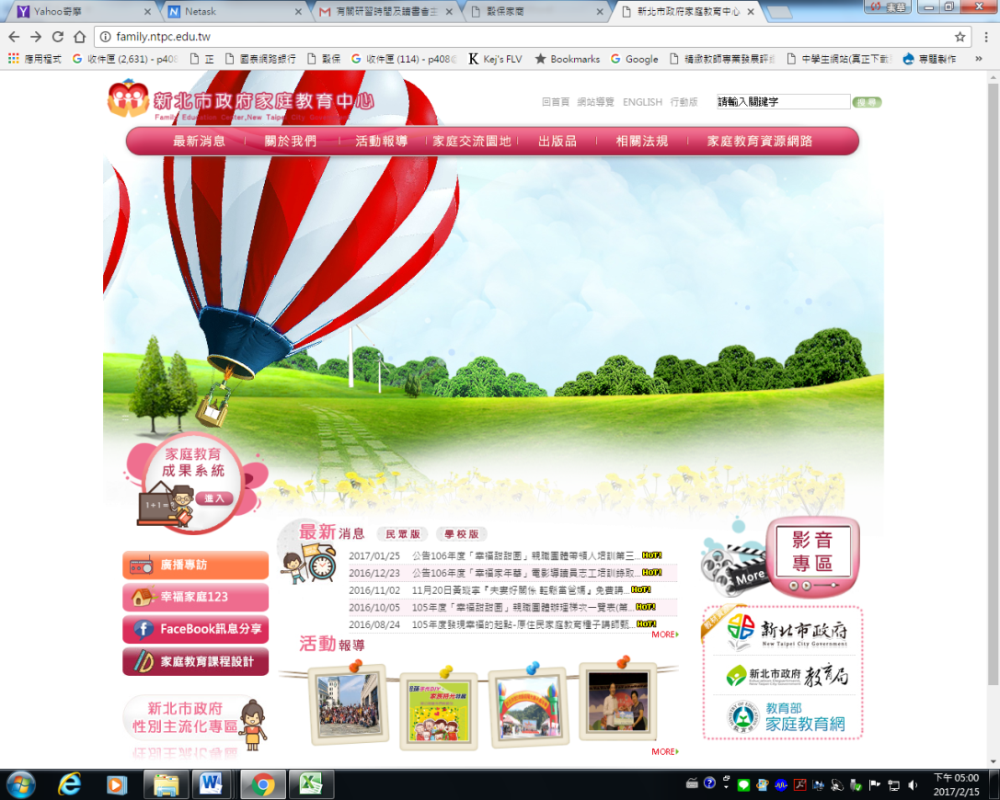 Yahoo奇摩
Netask
有關研習時間及讀書會主
穀保家商
新北市政府家庭教育中心
family.ntpc.edu.tw
應用程式
收件匣 (2,631) - p408
正
國泰網路銀行
穀保
收件匣 (114) - p408@
Kej's FLV
Bookmarks
Google
精緻教師專業發展評
中學生網站(真正下載
專題製作
»
新北市政府家庭教育中心
Family Education Center,New Taipei City Government
回首頁 網站導覽 ENGLISH 行動版
請輸入關鍵字
搜尋
最新消息
關於我們
活動報導
家庭交流園地
出版品
相關法規
家庭教育資源網路
家庭教育
成果系統
1+1=
進入
廣播專訪
幸福家庭123
FaceBook訊息分享
家庭教育課程設計
新北市政府
性別主流化專區
最新消息
民眾版
學校版
2017/01/25 公告106年度「幸福甜甜圈」親職團體帶領人培訓第三...HOT!
2016/12/23 公告106年度「幸福家年華」電影導讀員志工培訓錄取...HOT!
2016/11/02 11月20日黃瑽寧『夫妻好關係 輕鬆當爸媽』免費講...HOT!
2016/10/05 105年度「幸福甜甜圈」親職團體辦理梯次一覽表(第...HOT!
2016/08/24 105年度發現幸福的起點-原住民家庭教育種子講師甄...HOT!
MORE
活動報導
MORE
影音
專區
More
新北市政府
New Taipei City Government
新北市政府教育局
教育部
家庭教育網
下午 05:00
2017/2/15